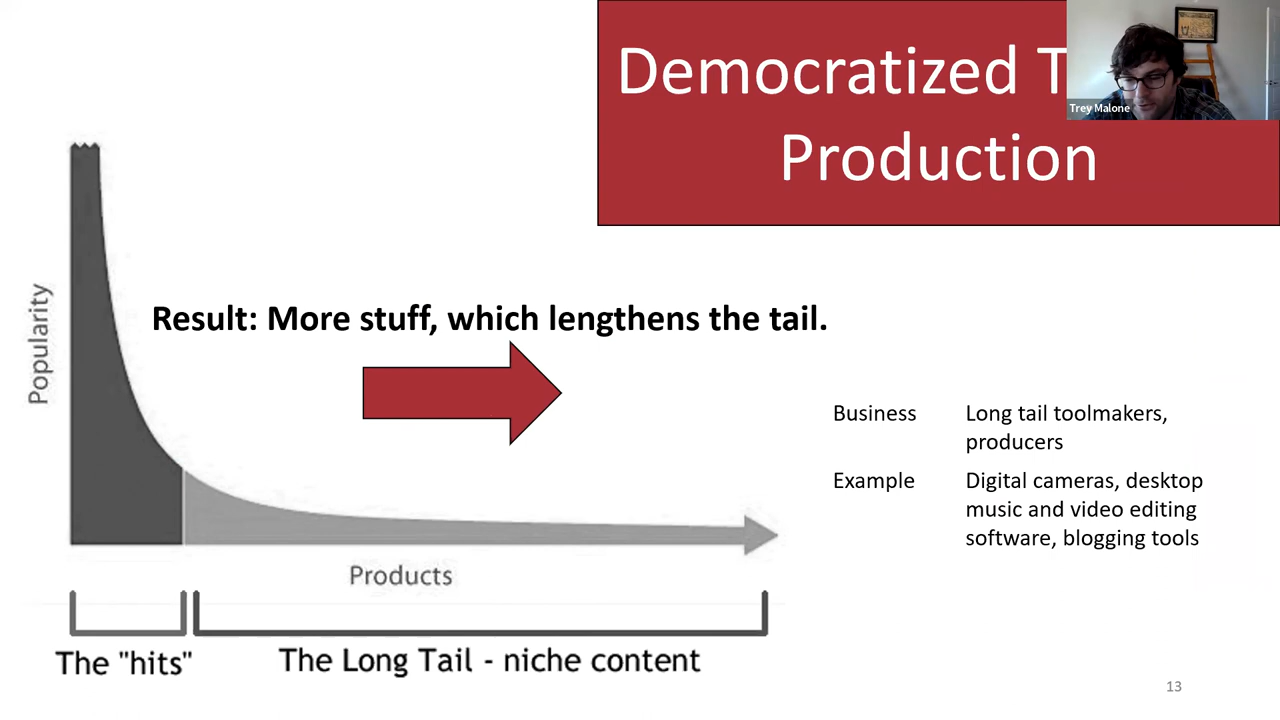 Democratized
Production
Trey Malone
Popularity
Result: More stuff, which lengthens the tail.
Business
Long tail toolmakers,
producers
Example
Digital cameras, desktop
music and video editing
software, blogging tools
Products
The "hits"
The Long Tail - niche content
13